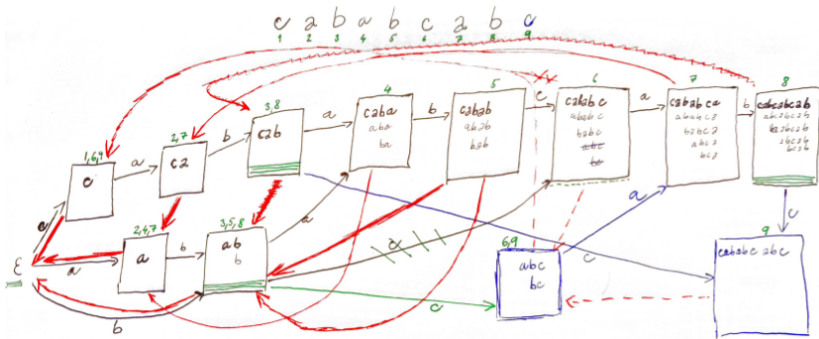 c a b a b c a b c
1 2 3 4 5 6 7 8 9
1,6,9
c
2,7
ca
3,8
cab
4
caba
aba
ba
5
cabab
abab
bab
6
cababc
ababc
babc
abc
bc
7
cababca
ababca
babca
abca
bca
8
cababcab
ababcab
babcab
abcab
bcab
ε
2,4,7
a
3,5,8
ab
b
6,9
abc
bc
9
cababcabc
c
a
b
a
b
c
a
b
a
b
a
c
a
c
c
c
b